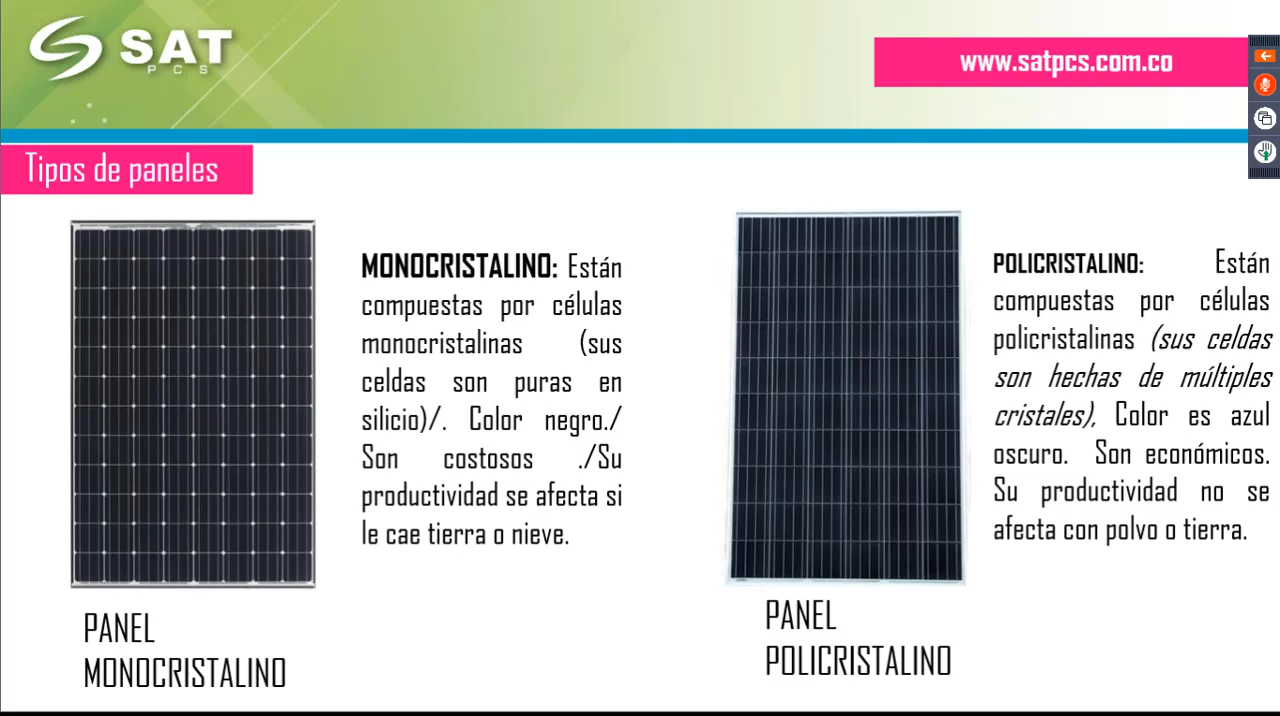 SAT
PCS
www.satpcs.com.co
Tipos de paneles
MONOCRISTALINO: Están
compuestas por células
monocristalinas (sus
celdas son puras en
silicio)/. Color negro./
Son costosos ./Su
productividad se afecta si
le cae tierra o nieve.
PANEL
MONOCRISTALINO
POLICRISTALINO: Están
compuestas por células
policristalinas (sus celdas
son hechas de múltiples
cristales), Color es azul
oscuro. Son económicos.
Su productividad no se
afecta con polvo o tierra.
PANEL
POLICRISTALINO